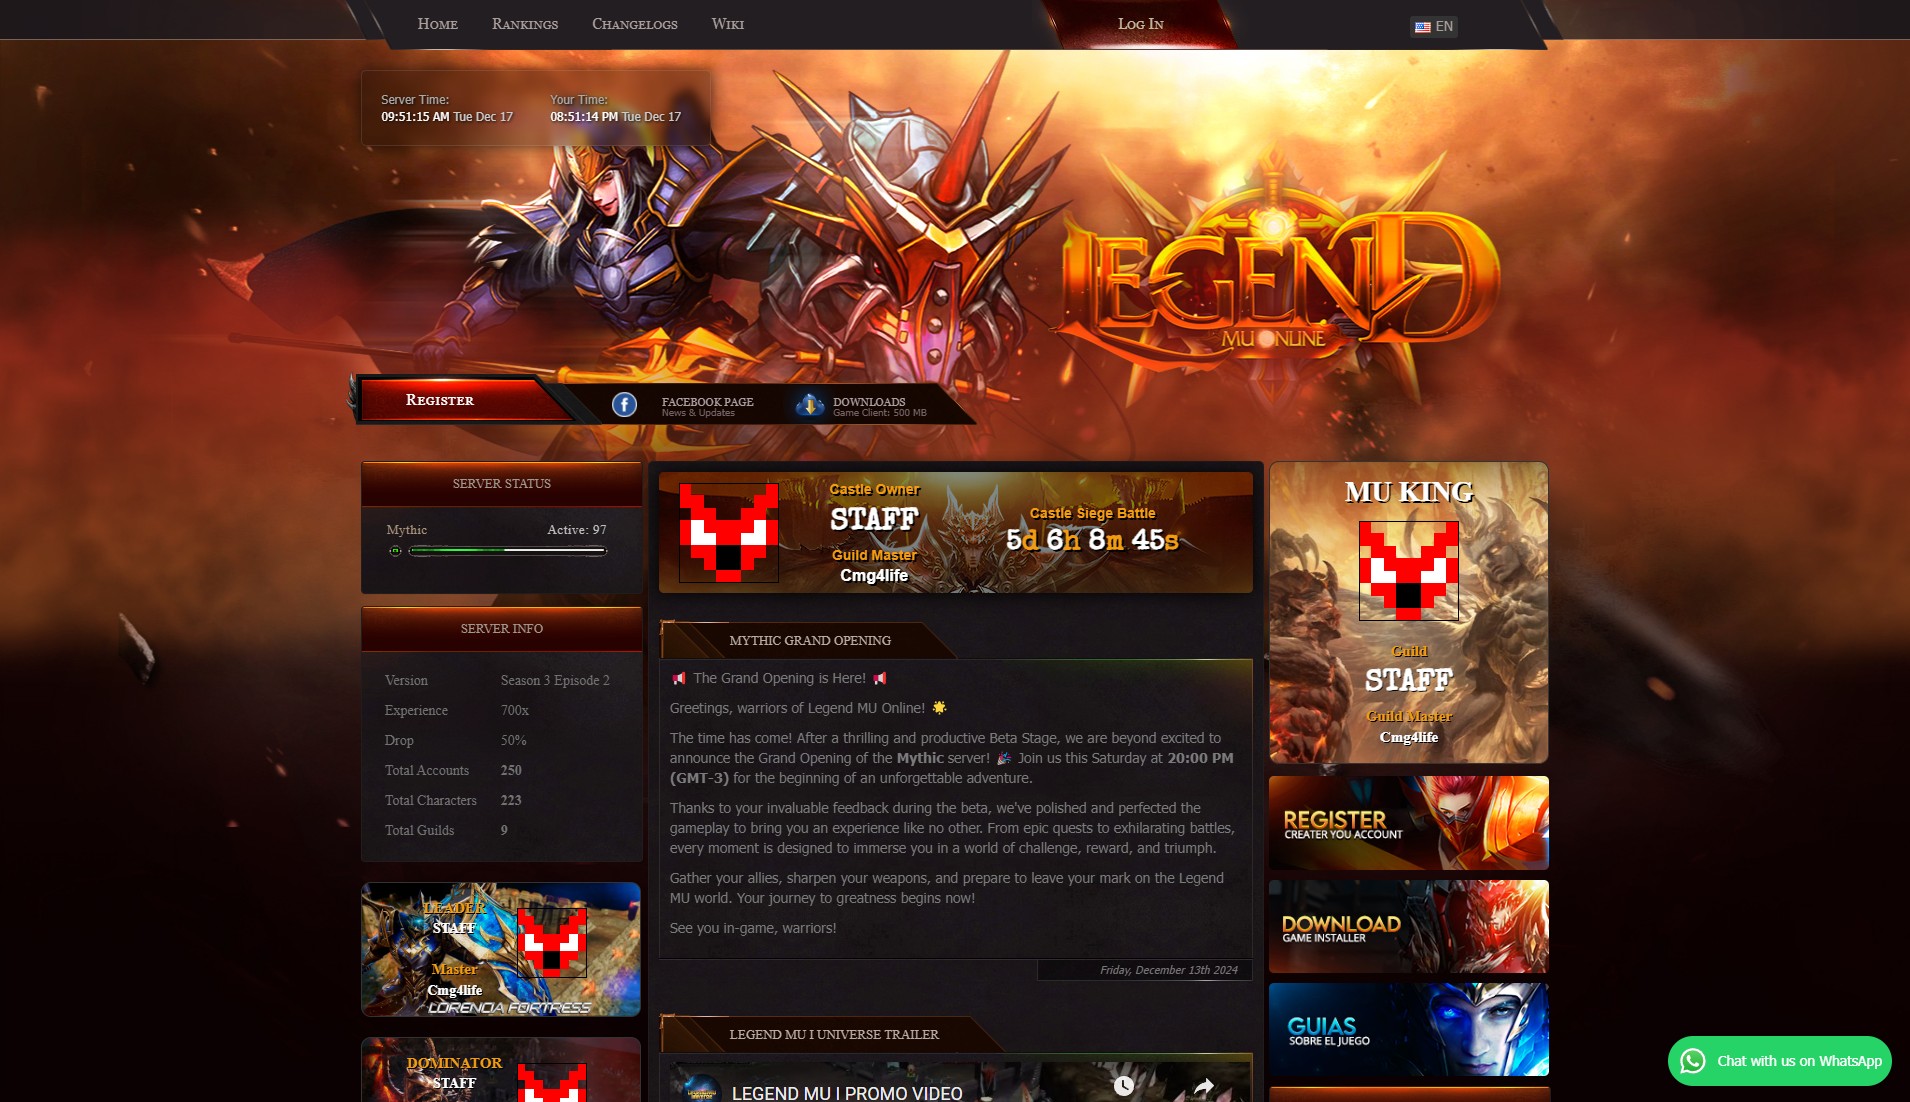 Home
Rankings
Changelogs
Wiki
Log In
EN
Server Time:
09:51:15 AM Tue Dec 17
Your Time:
08:51:14 PM Tue Dec 17
LEGEND
MU ONLINE
Register
FACEBOOK PAGE
News & Updates
DOWNLOADS
Game Client: 500 MB
SERVER STATUS
Mythic
Active: 97
SERVER INFO
Version Season 3 Episode 2
Experience 700x
Drop 50%
Total Accounts 250
Total Characters 223
Total Guilds 9
LEADER
STAFF
Master
Cmg4life
LORENCIA FORTRESS
DOMINATOR
STAFF
Castle Owner
STAFF
Guild Master
Cmg4life
Castle Siege Battle
5d 6h 8m 45s
MYTHIC GRAND OPENING
📢 The Grand Opening is Here! 📢
Greetings, warriors of Legend MU Online! 🌟
The time has come! After a thrilling and productive Beta Stage, we are beyond excited to
announce the Grand Opening of the Mythic server! 🎉 Join us this Saturday at 20:00 PM
(GMT-3) for the beginning of an unforgettable adventure.
Thanks to your invaluable feedback during the beta, we've polished and perfected the
gameplay to bring you an experience like no other. From epic quests to exhilarating battles,
every moment is designed to immerse you in a world of challenge, reward, and triumph.
Gather your allies, sharpen your weapons, and prepare to leave your mark on the Legend
MU world. Your journey to greatness begins now!
See you in-game, warriors!
Friday, December 13th 2024
LEGEND MU I UNIVERSE TRAILER
LEGEND MU I PROMO VIDEO
MU KING
Guild
STAFF
Guild Master
Cmg4life
REGISTER
CREATER YOU ACCOUNT
DOWNLOAD
GAME INSTALLER
GUIAS
SOBRE EL JUEGO
Chat with us on WhatsApp